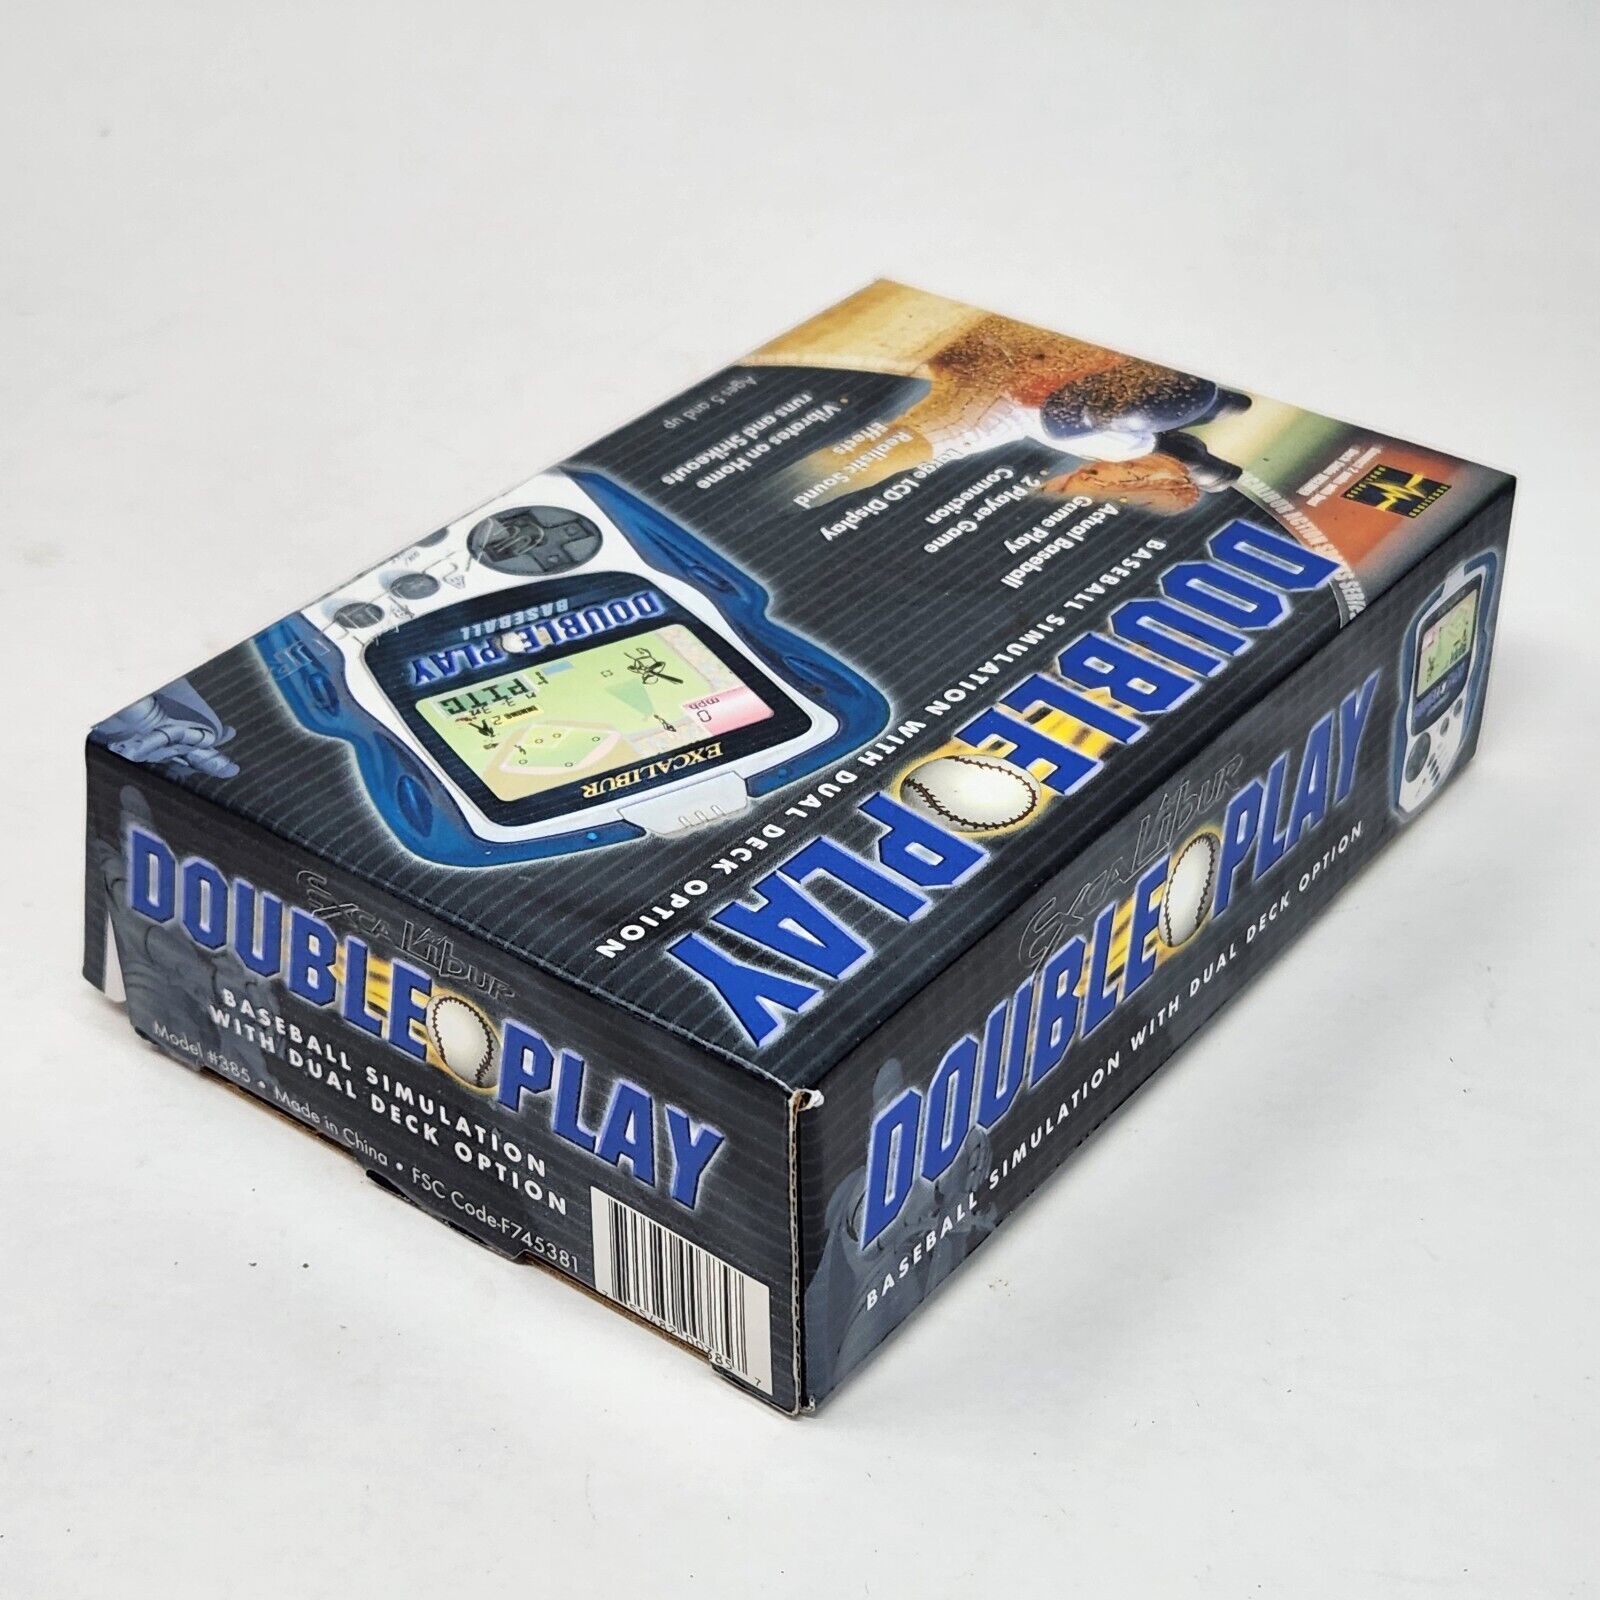 Ages 5 and up
• Vibrates on Home
runs and Strikeouts
Realistic Sound
Effects
Large LCD Display
• 2 Player Game
Connection
• Actual Baseball
Game Play
BASEBALL SIMULATION WITH DUAL DECK OPTION
DOUBLE PLAY
DOUBLE PLAY
BASEBALL
PITC
0
mph
EXCALIBUR
EXCALIBUR
DOUBLE PLAY
BASEBALL SIMULATION
WITH DUAL DECK OPTION
Model #385 • Made in China • FSC Code-F745381
7
EXCALIBUR
DOUBLE PLAY
BASEBALL SIMULATION WITH DUAL DECK OPTION